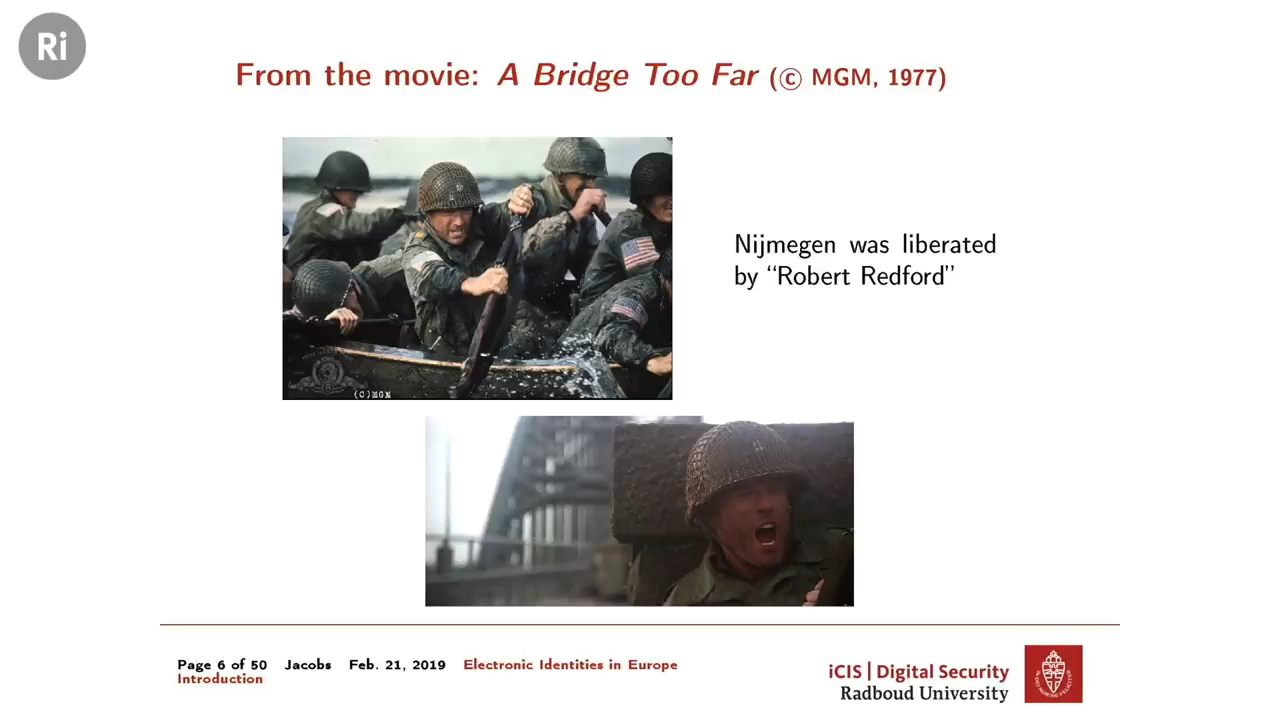 Ri
From the movie: A Bridge Too Far (© MGM, 1977)
(C)MGM
Nijmegen was liberated
by “Robert Redford”
Page 6 of 50 Jacobs Feb. 21, 2019 Electronic Identities in Europe
Introduction
iCIS | Digital Security
Radboud University